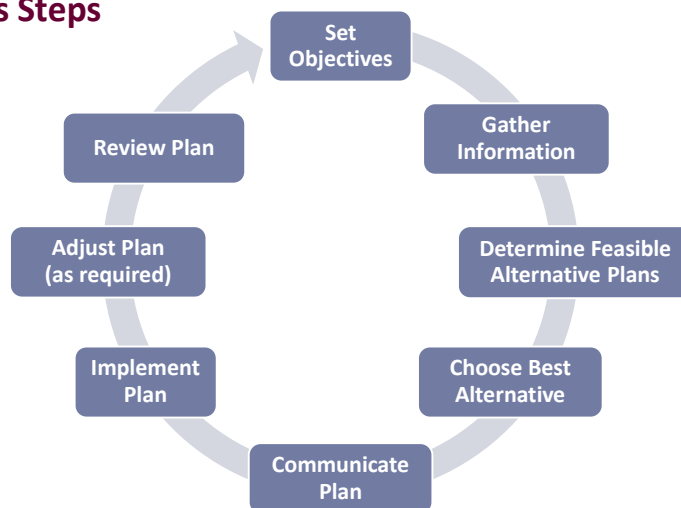 s Steps
Set
Objectives
Gather
Information
Determine Feasible
Alternative Plans
Choose Best
Alternative
Communicate
Plan
Implement
Plan
Adjust Plan
(as required)
Review Plan